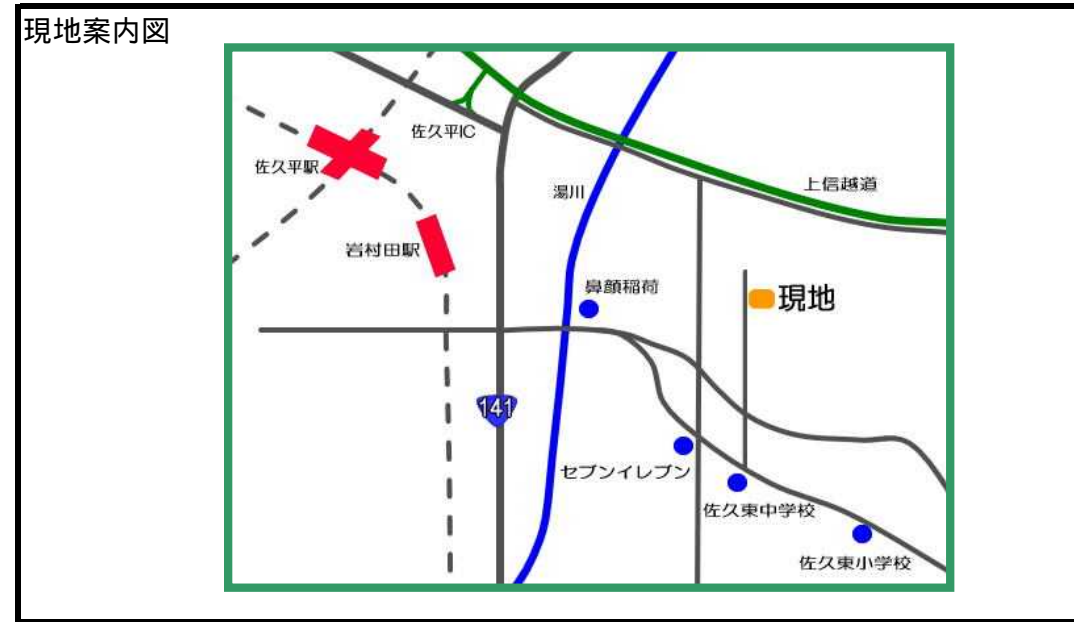 現地案内図
佐久平IC
佐久平駅
上信越道
湯川
岩村田駅
鼻顔稲荷
現地
141
セブンイレブン
佐久東中学校
佐久東小学校